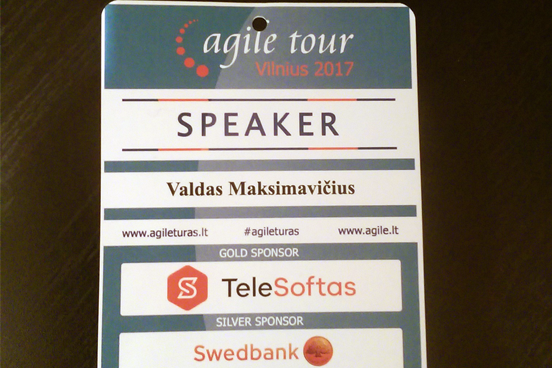 agile tour
Vilnius 2017
SPEAKER
Valdas Maksimavičius
www.agileturas.lt #agileturas www.agile.lt
GOLD SPONSOR
TeleSoftas
SILVER SPONSOR
Swedbank